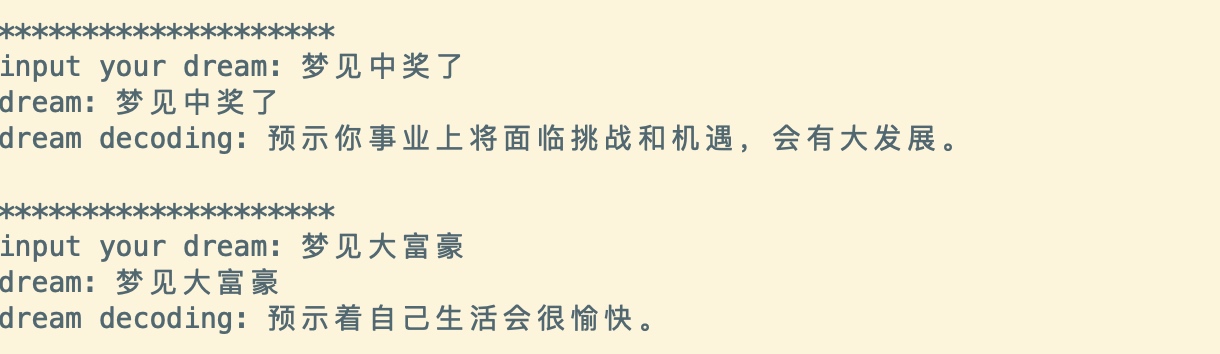 ********************
input your dream: 梦见中奖了
dream: 梦见中奖了
dream decoding: 预示你事业上将面临挑战和机遇，会有大发展。
********************
input your dream: 梦见大富豪
dream: 梦见大富豪
dream decoding: 预示着自己生活会很愉快。